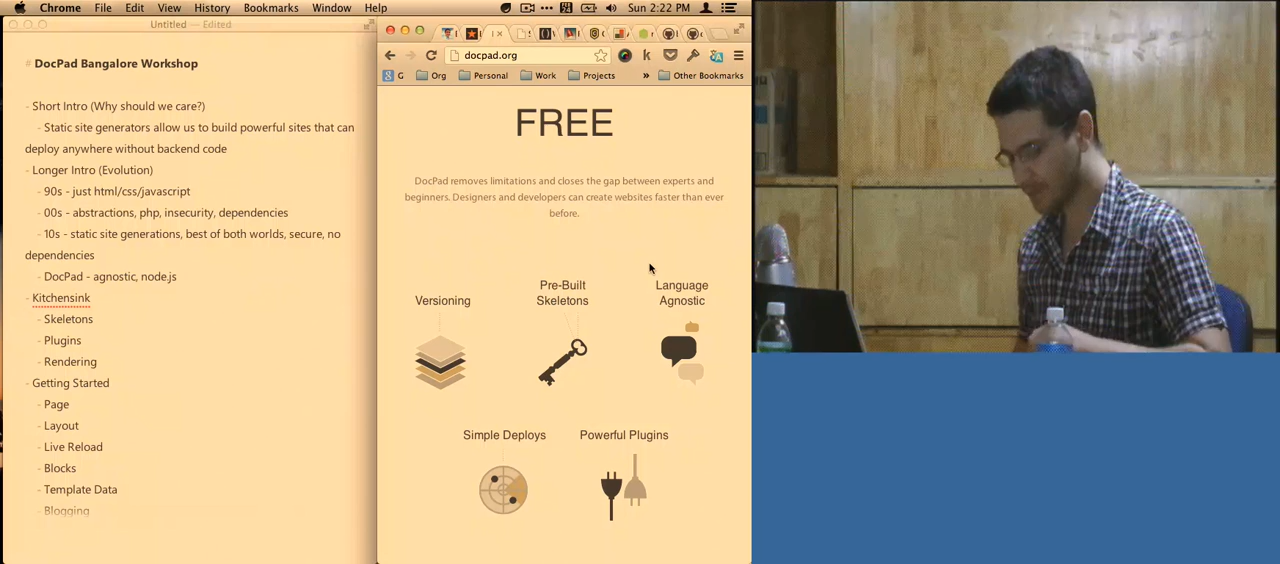 Chrome File Edit View History Bookmarks Window Help Sun 2:22 PM
Untitled — Edited
# DocPad Bangalore Workshop
- Short Intro (Why should we care?)
- Static site generators allow us to build powerful sites that can
deploy anywhere without backend code
- Longer Intro (Evolution)
- 90s - just html/css/javascript
- 00s - abstractions, php, insecurity, dependencies
- 10s - static site generations, best of both worlds, secure, no
dependencies
- DocPad - agnostic, node.js
- Kitchensink
- Skeletons
- Plugins
- Rendering
- Getting Started
- Page
- Layout
- Live Reload
- Blocks
- Template Data
- Blogging
docpad.org
G Org Personal Work Projects » Other Bookmarks
FREE
DocPad removes limitations and closes the gap between experts and
beginners. Designers and developers can create websites faster than ever
before.
Versioning
Pre-Built
Skeletons
Language
Agnostic
Simple Deploys
Powerful Plugins